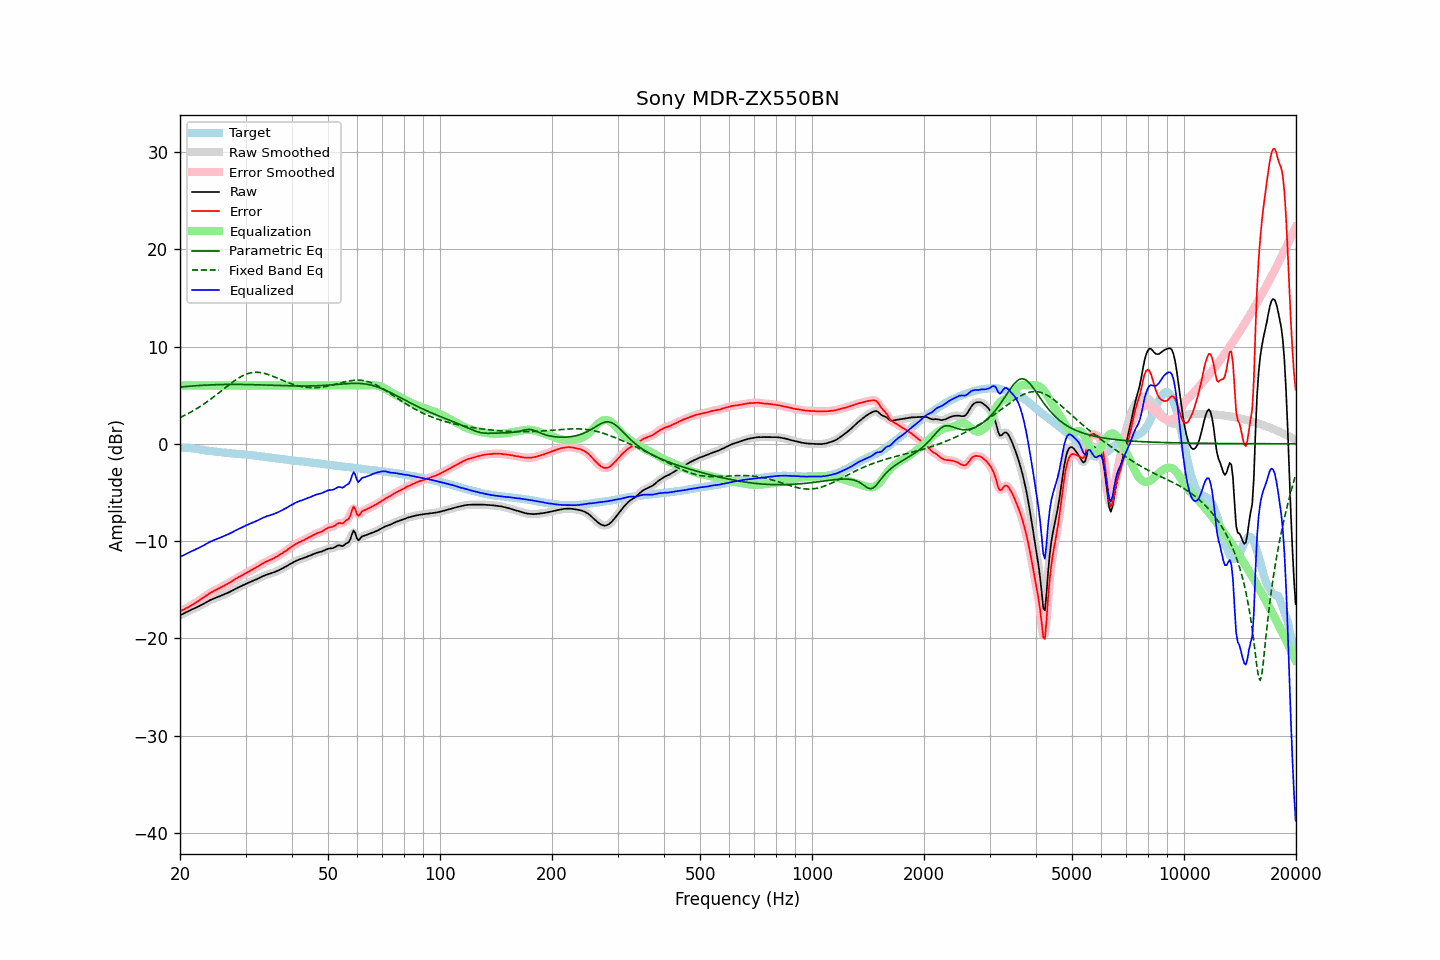 Sony MDR-ZX550BN
Target
Raw Smoothed
Error Smoothed
Raw
Error
Equalization
Parametric Eq
Fixed Band Eq
Equalized
30
20
10
0
−10
−20
−30
−40
Amplitude (dBr)
20 50 100 200 500 1000 2000 5000 10000 20000
Frequency (Hz)